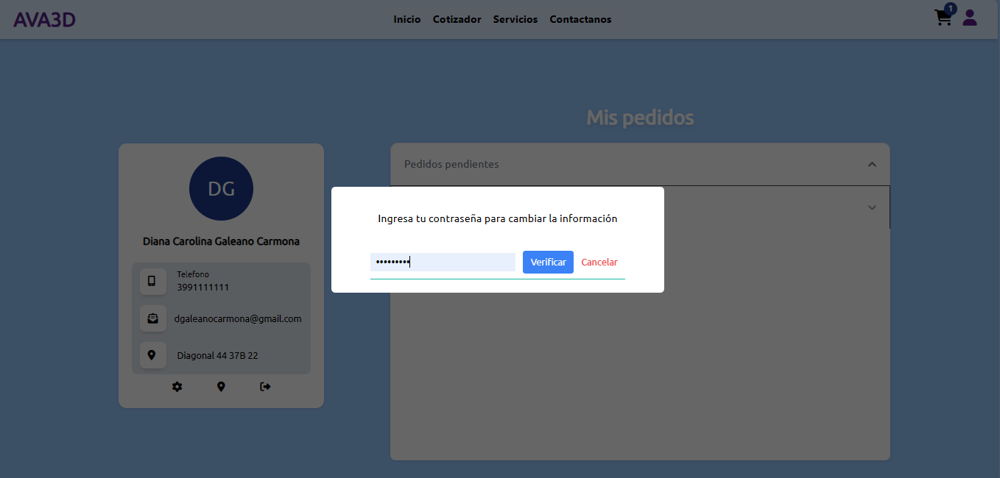 AVA3D
Inicio Cotizador Servicios Contactanos
1
Mis pedidos
Pedidos pendientes
DG
Diana Carolina Galeano Carmona
Telefono
3991111111
dgaleanocarmona@gmail.com
Diagonal 44 37B 22
Ingresa tu contraseña para cambiar la información
•••••••••
Verificar Cancelar